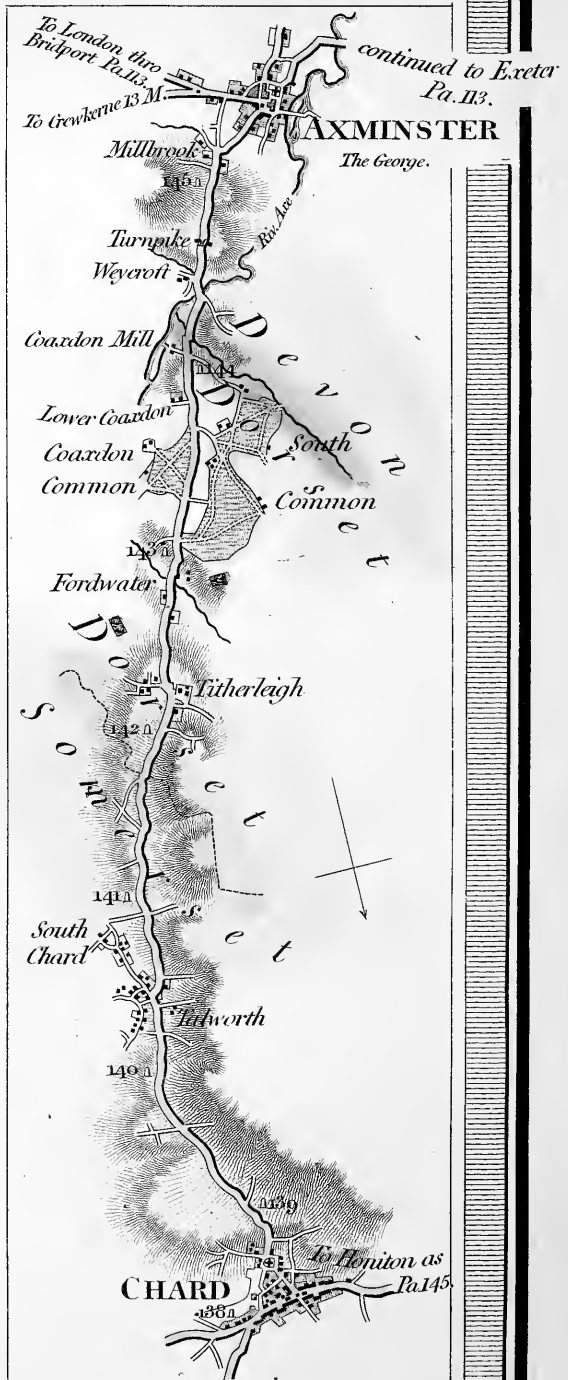 To London thro
Bridport Pa.113.
continued to Exeter
Pa.113.
To Crewkerne 13 M.
AXMINSTER
The George.
Millbrook
145
Riv. Axe
Turnpike
Weycroft
Devon
Coaxdon Mill
144
Dorset
Lower Coaxdon
South
Common
Coaxdon
Common
143
Fordwater
Dorset
Titherleigh
Somerset
142
141
South
Chard
Talworth
140
139
To Honiton as
Pa.145.
CHARD
138